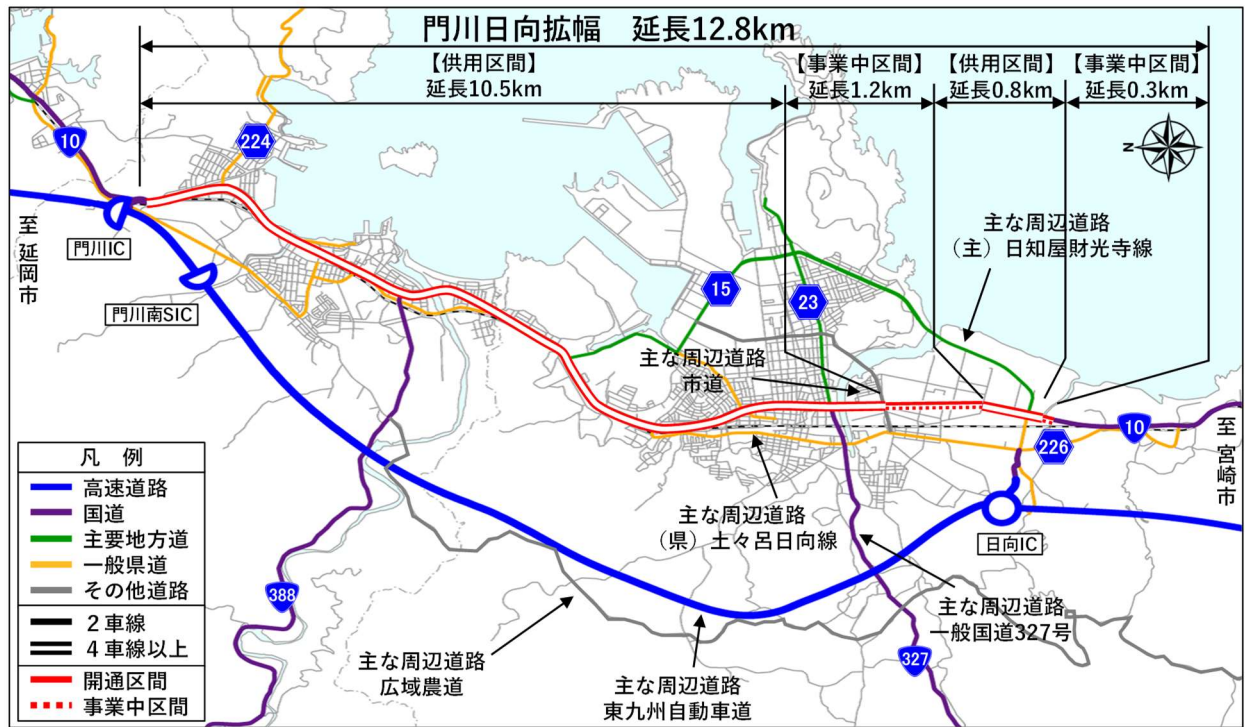 門川日向拡幅　延長12.8km
【供用区間】
延長10.5km
【事業中区間】
延長1.2km
【供用区間】
延長0.8km
【事業中区間】
延長0.3km
N
10
224
至 延岡市
門川IC
門川南SIC
15
23
主な周辺道路
（主）日知屋財光寺線
主な周辺道路
市道
10
226
至 宮崎市
主な周辺道路
（県）土々呂日向線
日向IC
388
主な周辺道路
一般国道327号
327
主な周辺道路
広域農道
主な周辺道路
東九州自動車道
凡　例
高速道路
国道
主要地方道
一般県道
その他道路
２車線
４車線以上
開通区間
事業中区間